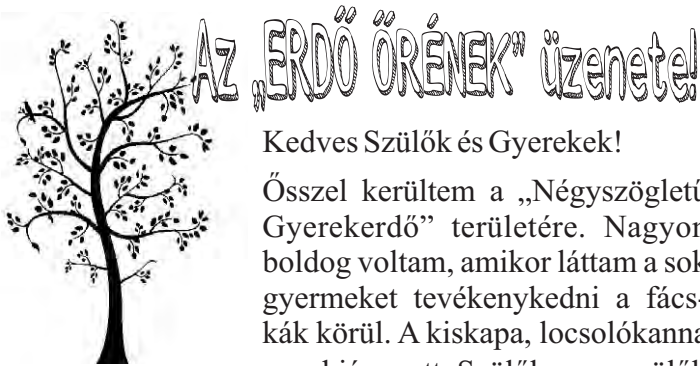 Az „ERDŐ ŐRÉNEK” üzenete!
Kedves Szülők és Gyerekek!
Ősszel kerültem a „Négyszögletű
Gyerekerdő” területére. Nagyon
boldog voltam, amikor láttam a sok
gyermeket tevékenykedni a fács-
kák körül. A kiskapa, locsolókanna